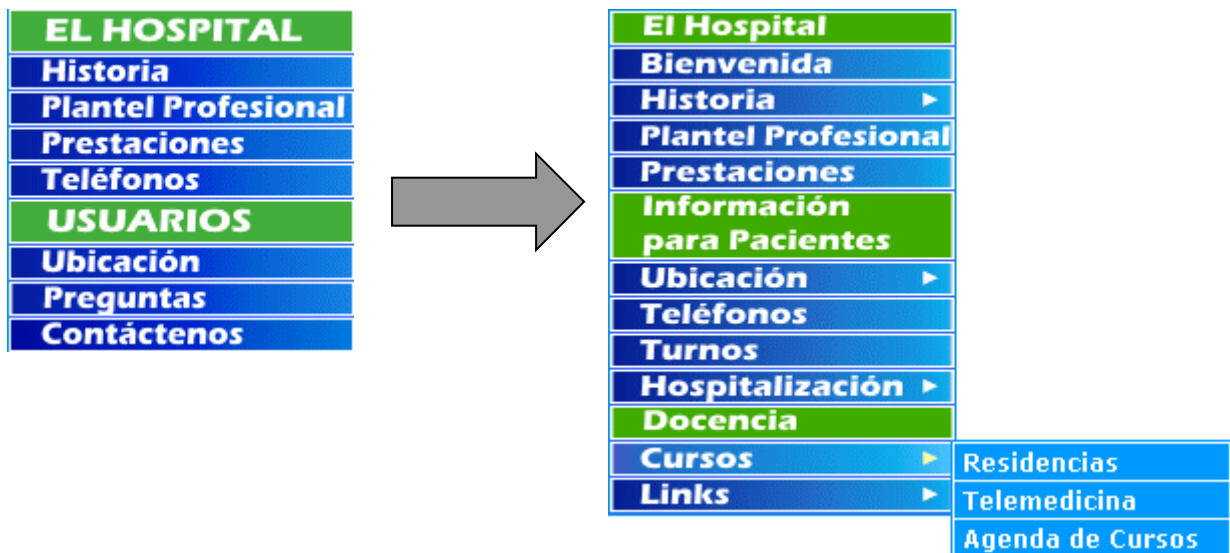 EL HOSPITAL
Historia
Plantel Profesional
Prestaciones
Teléfonos
USUARIOS
Ubicación
Preguntas
Contáctenos
El Hospital
Bienvenida
Historia
Plantel Profesional
Prestaciones
Información
para Pacientes
Ubicación
Teléfonos
Turnos
Hospitalización
Docencia
Cursos
Links
Residencias
Telemedicina
Agenda de Cursos